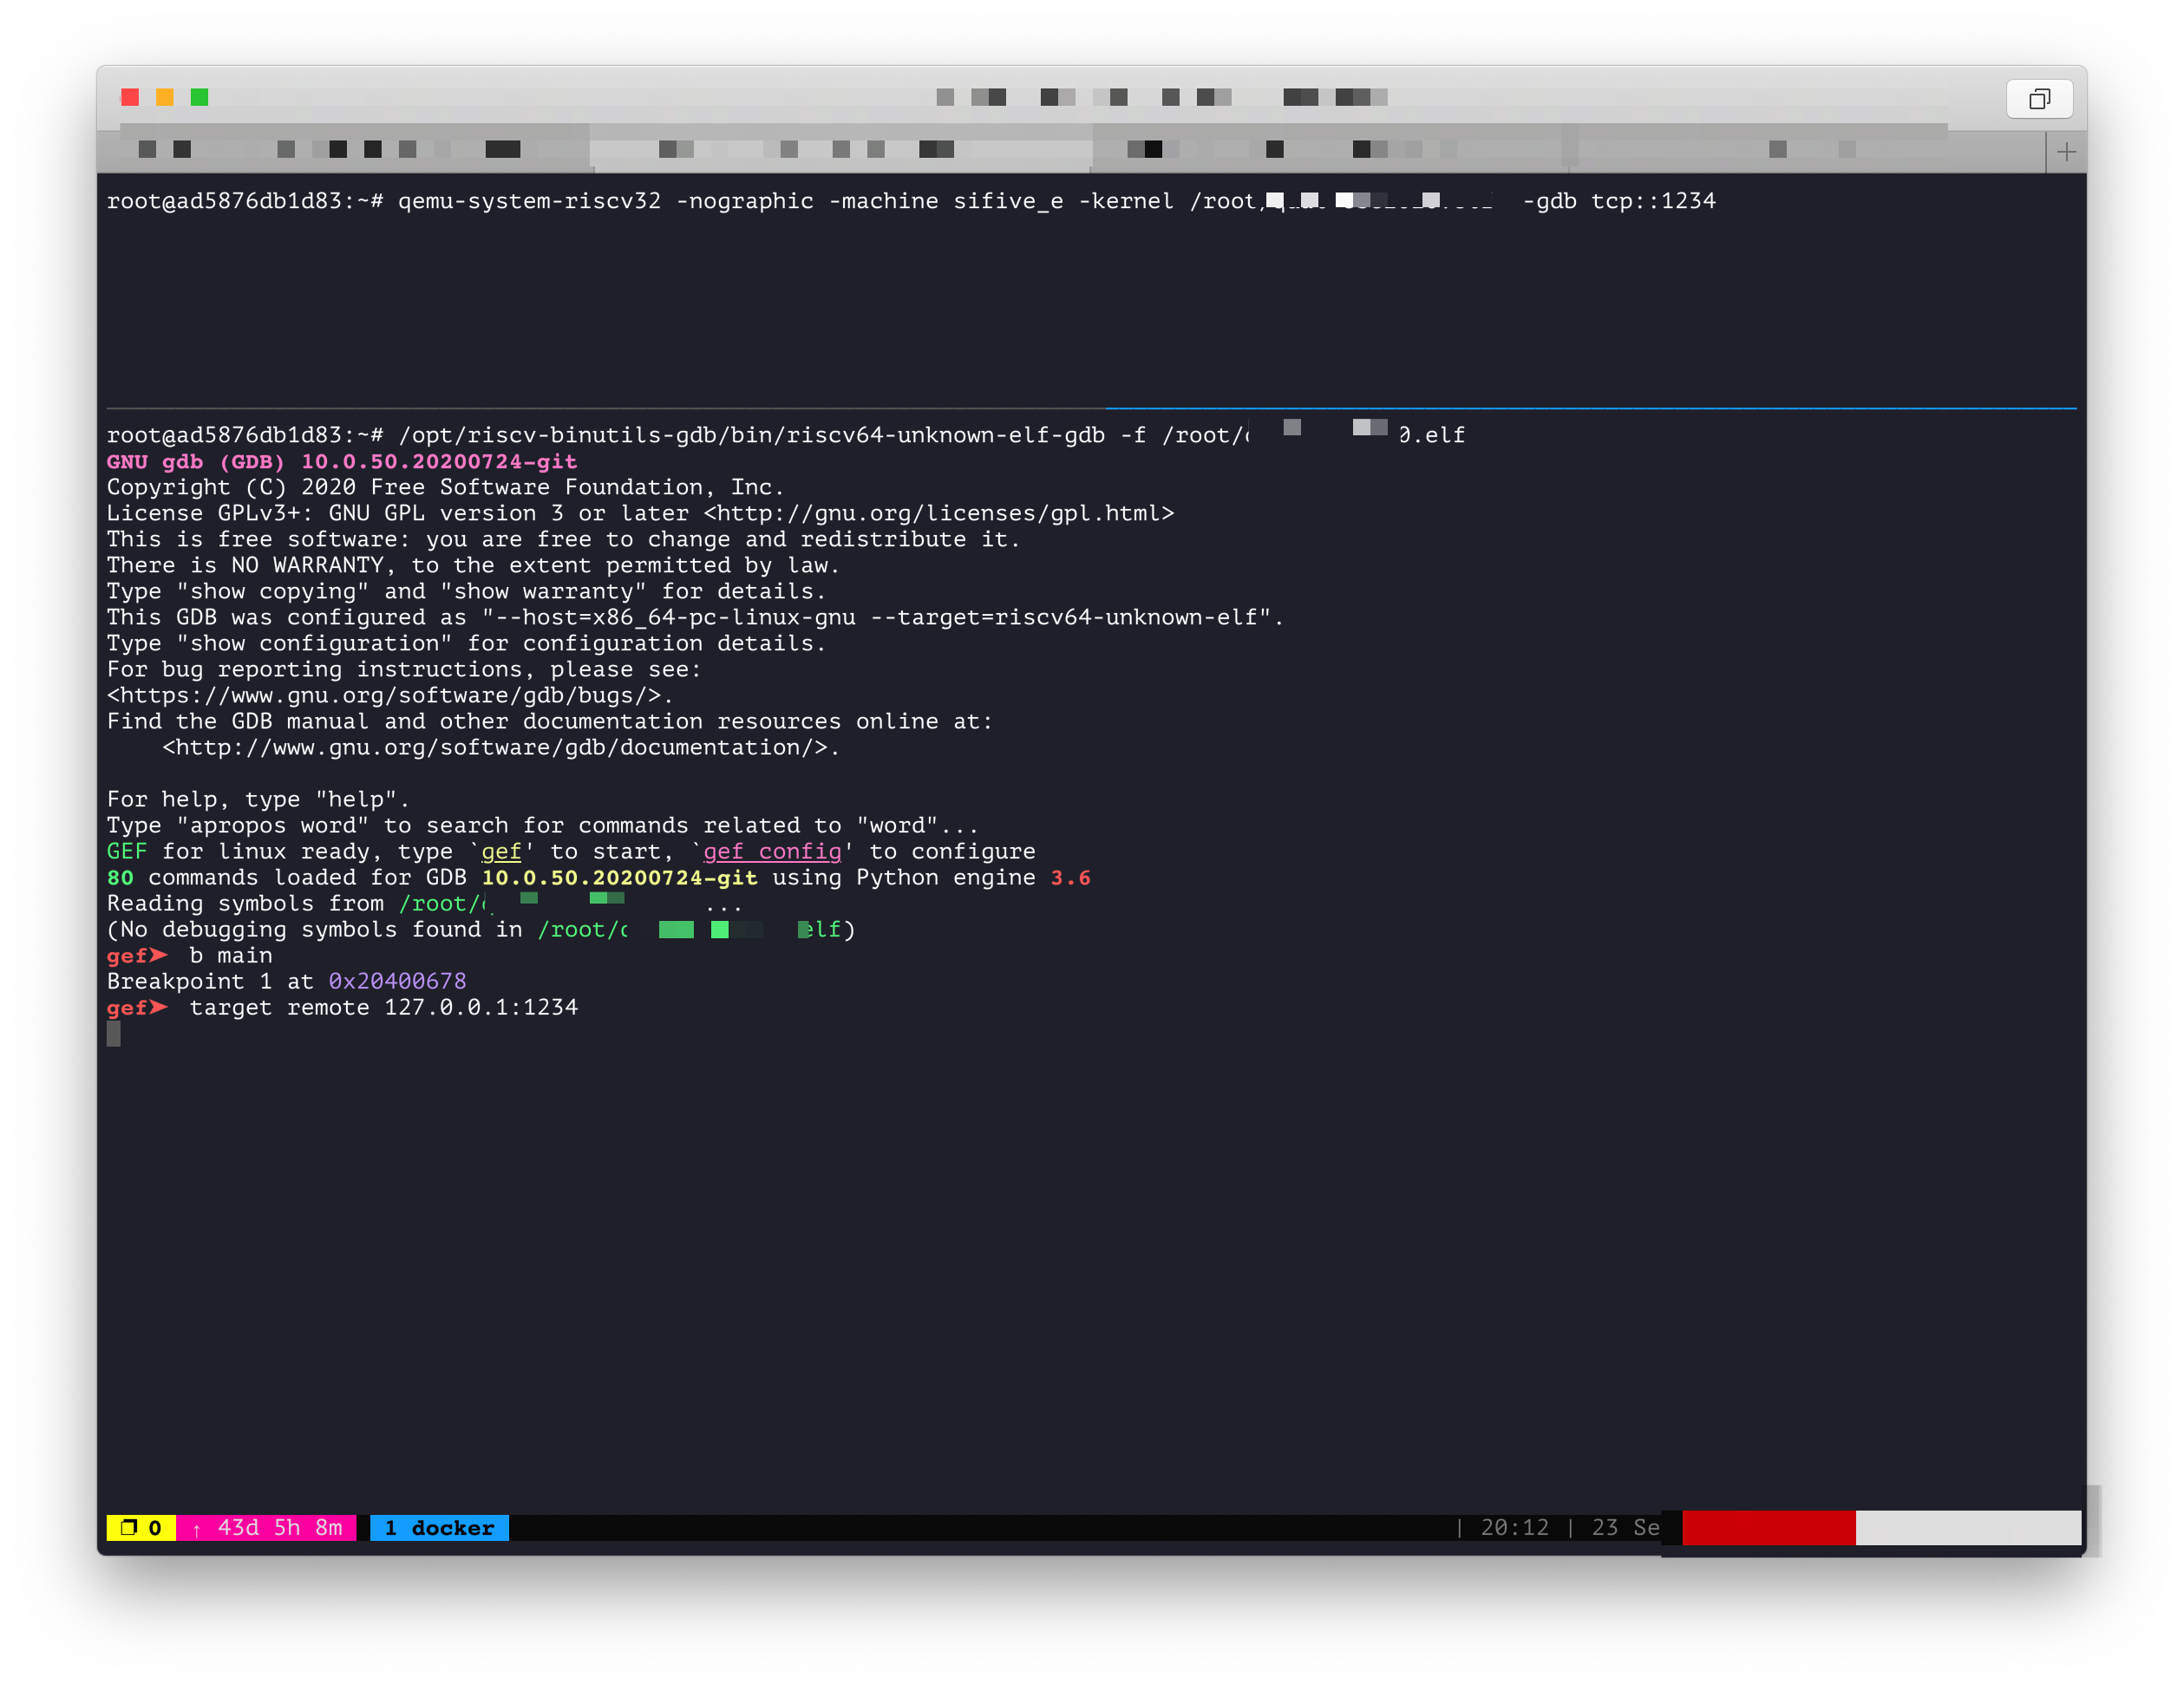 root@ad5876db1d83:~# qemu-system-riscv32 -nographic -machine sifive_e -kernel /root/ -gdb tcp::1234
root@ad5876db1d83:~# /opt/riscv-binutils-gdb/bin/riscv64-unknown-elf-gdb -f /root/ 0.elf
GNU gdb (GDB) 10.0.50.20200724-git
Copyright (C) 2020 Free Software Foundation, Inc.
License GPLv3+: GNU GPL version 3 or later <http://gnu.org/licenses/gpl.html>
This is free software: you are free to change and redistribute it.
There is NO WARRANTY, to the extent permitted by law.
Type "show copying" and "show warranty" for details.
This GDB was configured as "--host=x86_64-pc-linux-gnu --target=riscv64-unknown-elf".
Type "show configuration" for configuration details.
For bug reporting instructions, please see:
<https://www.gnu.org/software/gdb/bugs/>.
Find the GDB manual and other documentation resources online at:
    <http://www.gnu.org/software/gdb/documentation/>.
For help, type "help".
Type "apropos word" to search for commands related to "word"...
GEF for linux ready, type `gef' to start, `gef config' to configure
80 commands loaded for GDB 10.0.50.20200724-git using Python engine 3.6
Reading symbols from /root/ ...
(No debugging symbols found in /root/ elf)
gef➤  b main
Breakpoint 1 at 0x20400678
gef➤  target remote 127.0.0.1:1234
❐ 0 ↑ 43d 5h 8m 1 docker | 20:12 | 23 Se